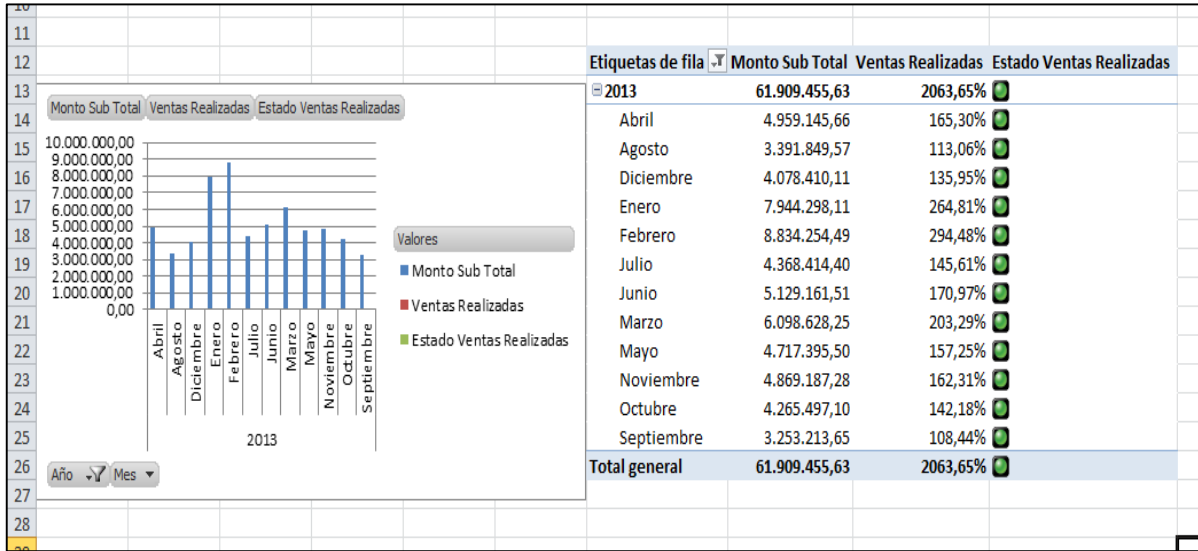 10
11
12
13
14
15
16
17
18
19
20
21
22
23
24
25
26
27
28
Monto Sub Total Ventas Realizadas Estado Ventas Realizadas
10.000.000,00
9.000.000,00
8.000.000,00
7.000.000,00
6.000.000,00
5.000.000,00
4.000.000,00
3.000.000,00
2.000.000,00
1.000.000,00
0,00
Abril
Agosto
Diciembre
Enero
Febrero
Julio
Junio
Marzo
Mayo
Noviembre
Octubre
Septiembre
2013
Valores
Monto Sub Total
Ventas Realizadas
Estado Ventas Realizadas
Año Mes
Etiquetas de fila Monto Sub Total Ventas Realizadas Estado Ventas Realizadas
2013 61.909.455,63 2063,65%
Abril 4.959.145,66 165,30%
Agosto 3.391.849,57 113,06%
Diciembre 4.078.410,11 135,95%
Enero 7.944.298,11 264,81%
Febrero 8.834.254,49 294,48%
Julio 4.368.414,40 145,61%
Junio 5.129.161,51 170,97%
Marzo 6.098.628,25 203,29%
Mayo 4.717.395,50 157,25%
Noviembre 4.869.187,28 162,31%
Octubre 4.265.497,10 142,18%
Septiembre 3.253.213,65 108,44%
Total general 61.909.455,63 2063,65%